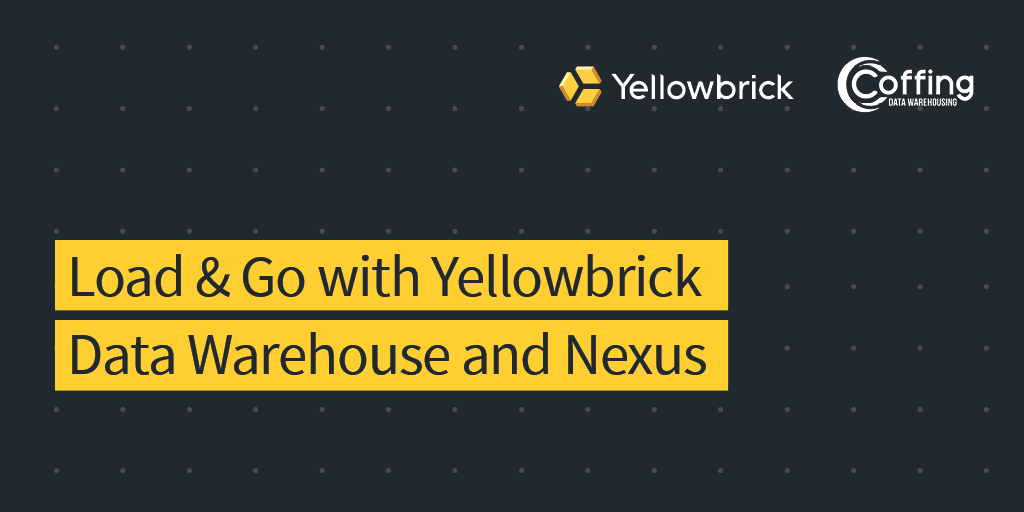 Yellowbrick
Coffing
DATA WAREHOUSING
Load & Go with Yellowbrick
Data Warehouse and Nexus